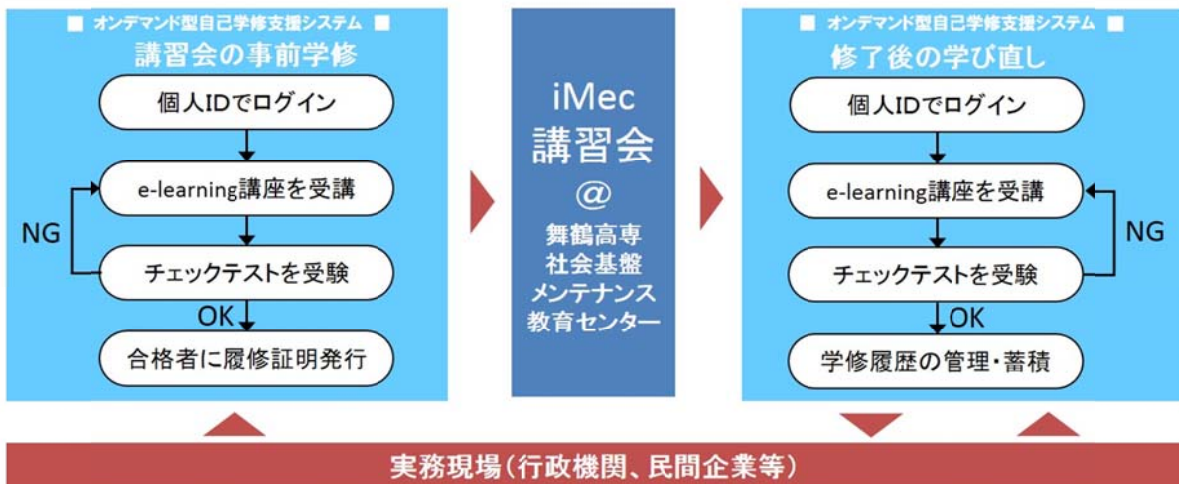 ■ オンデマンド型自己学修支援システム ■
講習会の事前学修
個人IDでログイン
e-learning講座を受講
NG
チェックテストを受験
OK
合格者に履修証明発行
iMec
講習会
@
舞鶴高専
社会基盤
メンテナンス
教育センター
■ オンデマンド型自己学修支援システム ■
修了後の学び直し
個人IDでログイン
e-learning講座を受講
NG
チェックテストを受験
OK
学修履歴の管理・蓄積
実務現場(行政機関、民間企業等)